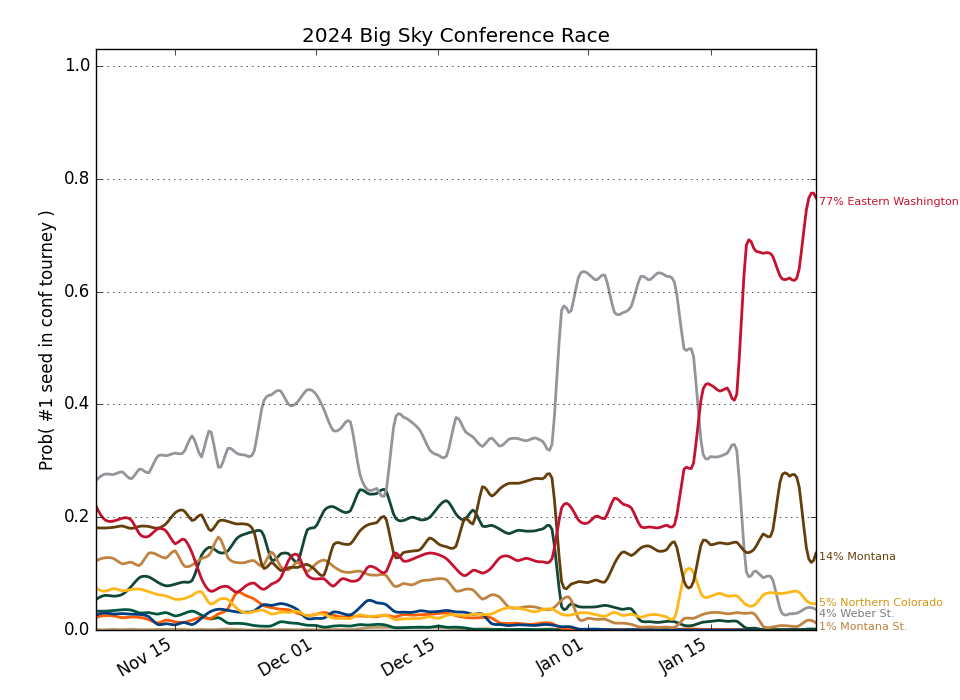 2024 Big Sky Conference Race
Prob( #1 seed in conf tourney )
1.0
0.8
0.6
0.4
0.2
0.0
Nov 15
Dec 01
Dec 15
Jan 01
Jan 15
77% Eastern Washington
14% Montana
5% Northern Colorado
4% Weber St.
1% Montana St.